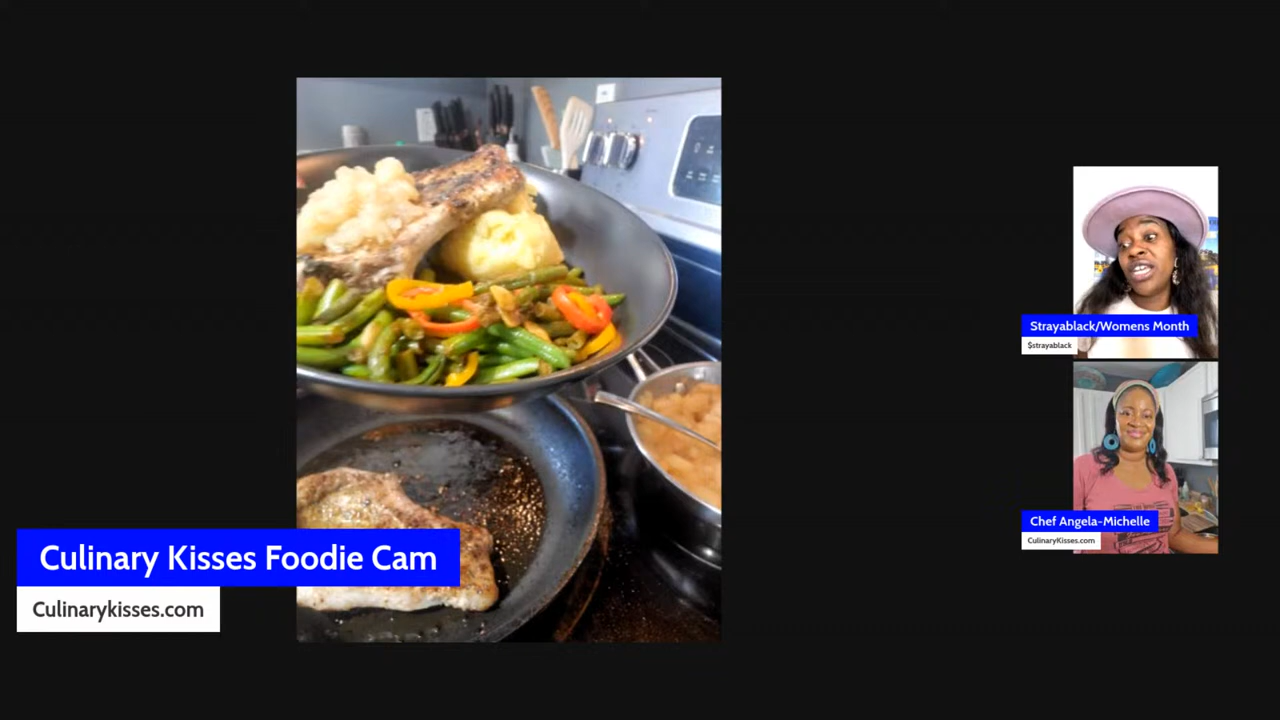 Strayablack/Womens Month
$strayablack
Chef Angela-Michelle
CulinaryKisses.com
Culinary Kisses Foodie Cam
Culinarykisses.com